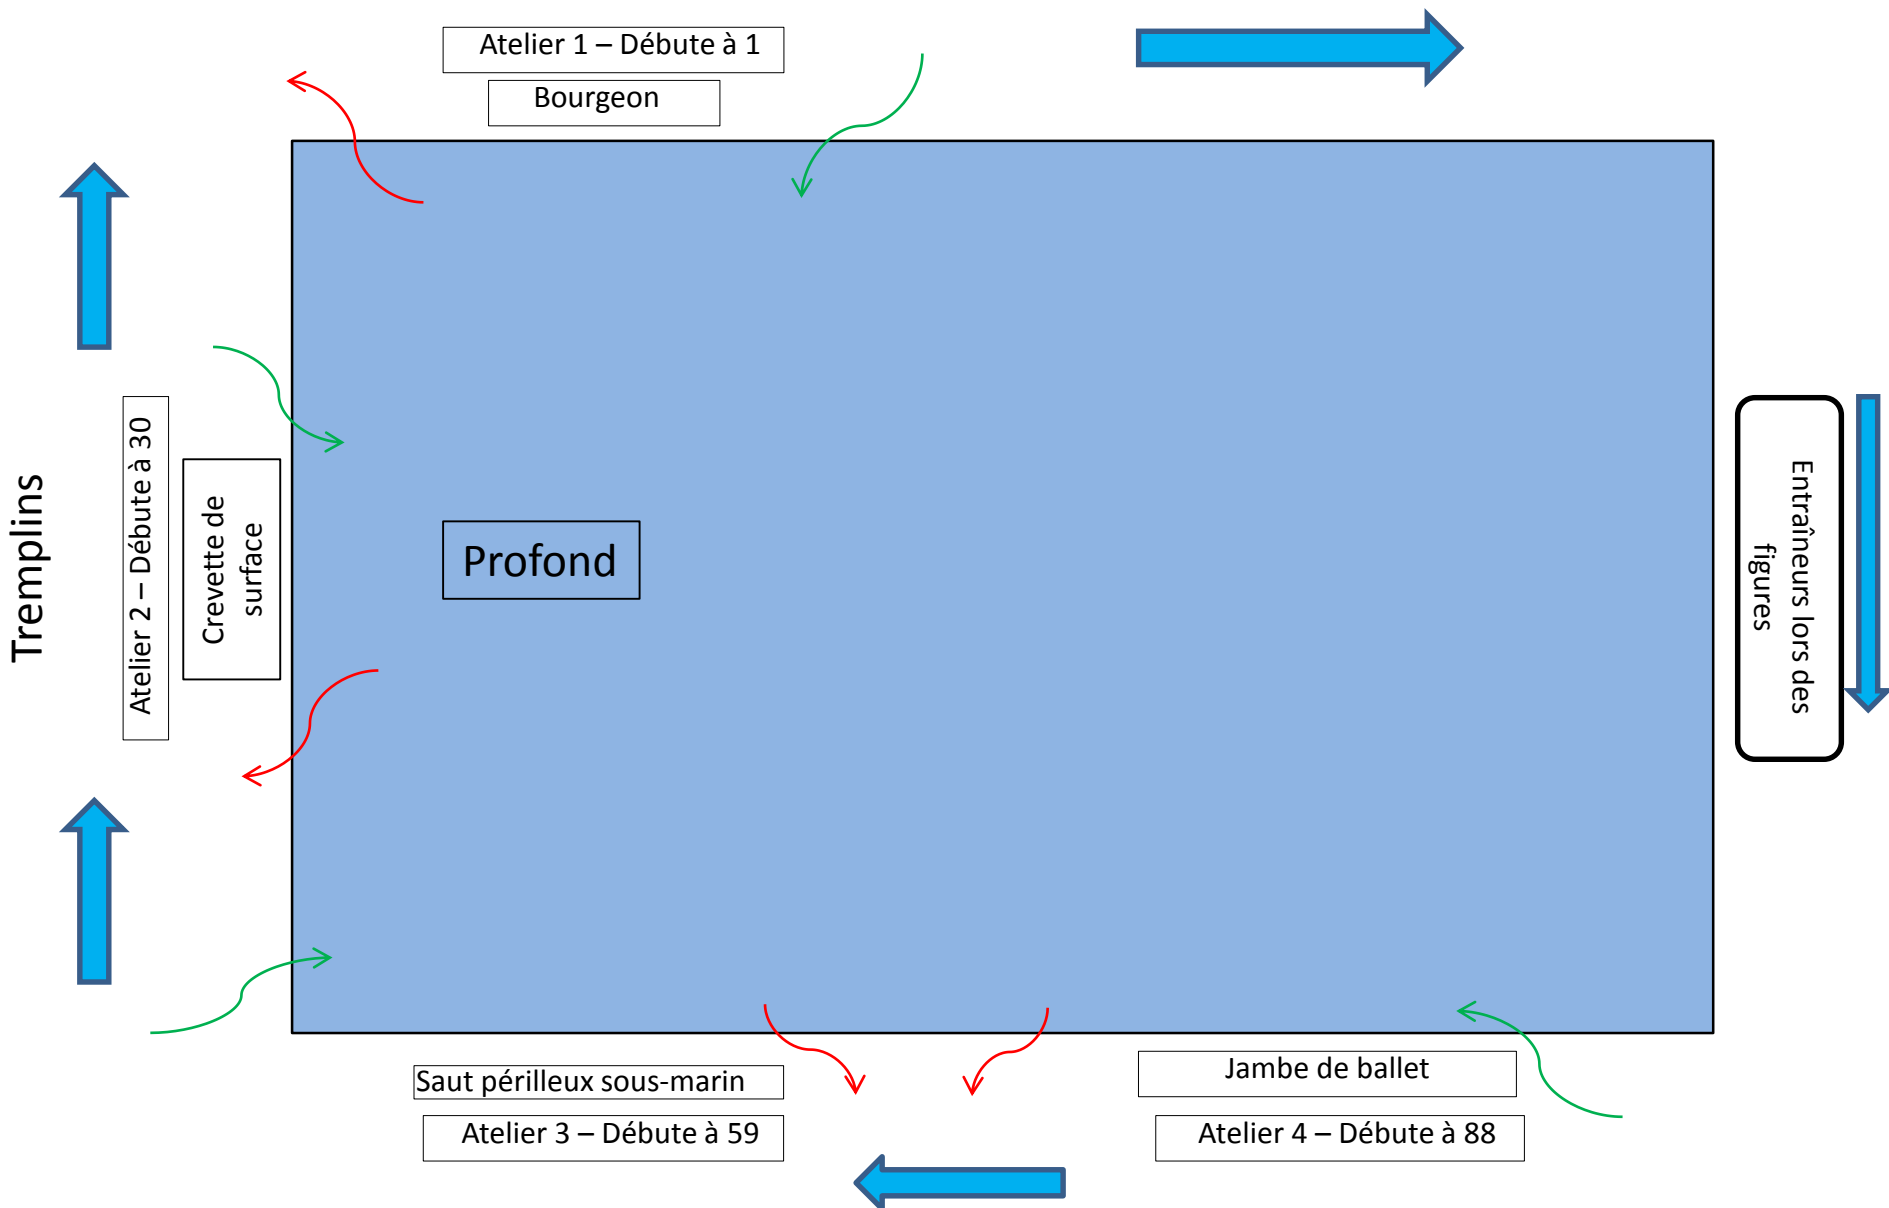 Atelier 1 – Débute à 1
Bourgeon
Tremplins
Atelier 2 – Débute à 30
Crevette de
surface
Profond
Entraîneurs lors des
figures
Saut périlleux sous-marin
Atelier 3 – Débute à 59
Jambe de ballet
Atelier 4 – Débute à 88